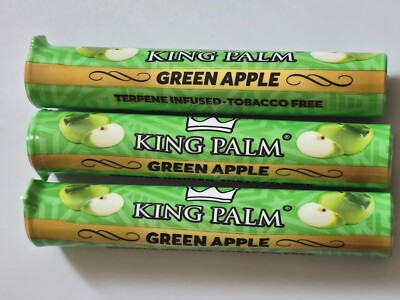 KING PALM
GREEN APPLE
TERPENE INFUSED-TOBACCO FREE
KING PALM®
GREEN APPLE
KING PALM®
GREEN APPLE